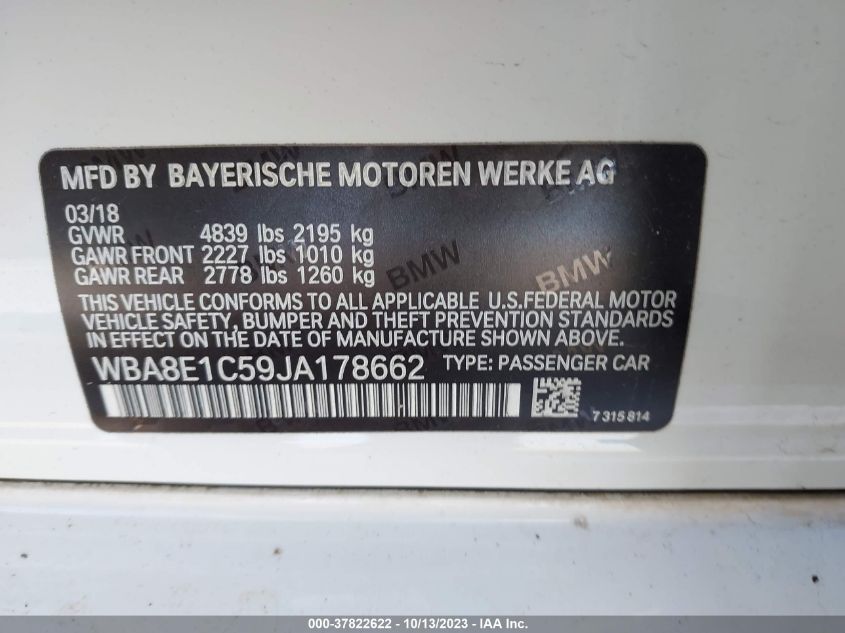 MFD BY BAYERISCHE MOTOREN WERKE AG
03/18
GVWR 4839 lbs 2195 kg
GAWR FRONT 2227 lbs 1010 kg
GAWR REAR 2778 lbs 1260 kg
THIS VEHICLE CONFORMS TO ALL APPLICABLE U.S.FEDERAL MOTOR
VEHICLE SAFETY, BUMPER AND THEFT PREVENTION STANDARDS
IN EFFECT ON THE DATE OF MANUFACTURE SHOWN ABOVE.
WBA8E1C59JA178662 TYPE: PASSENGER CAR
7315814
BMW
BMW
000-37822622 - 10/13/2023 - IAA Inc.